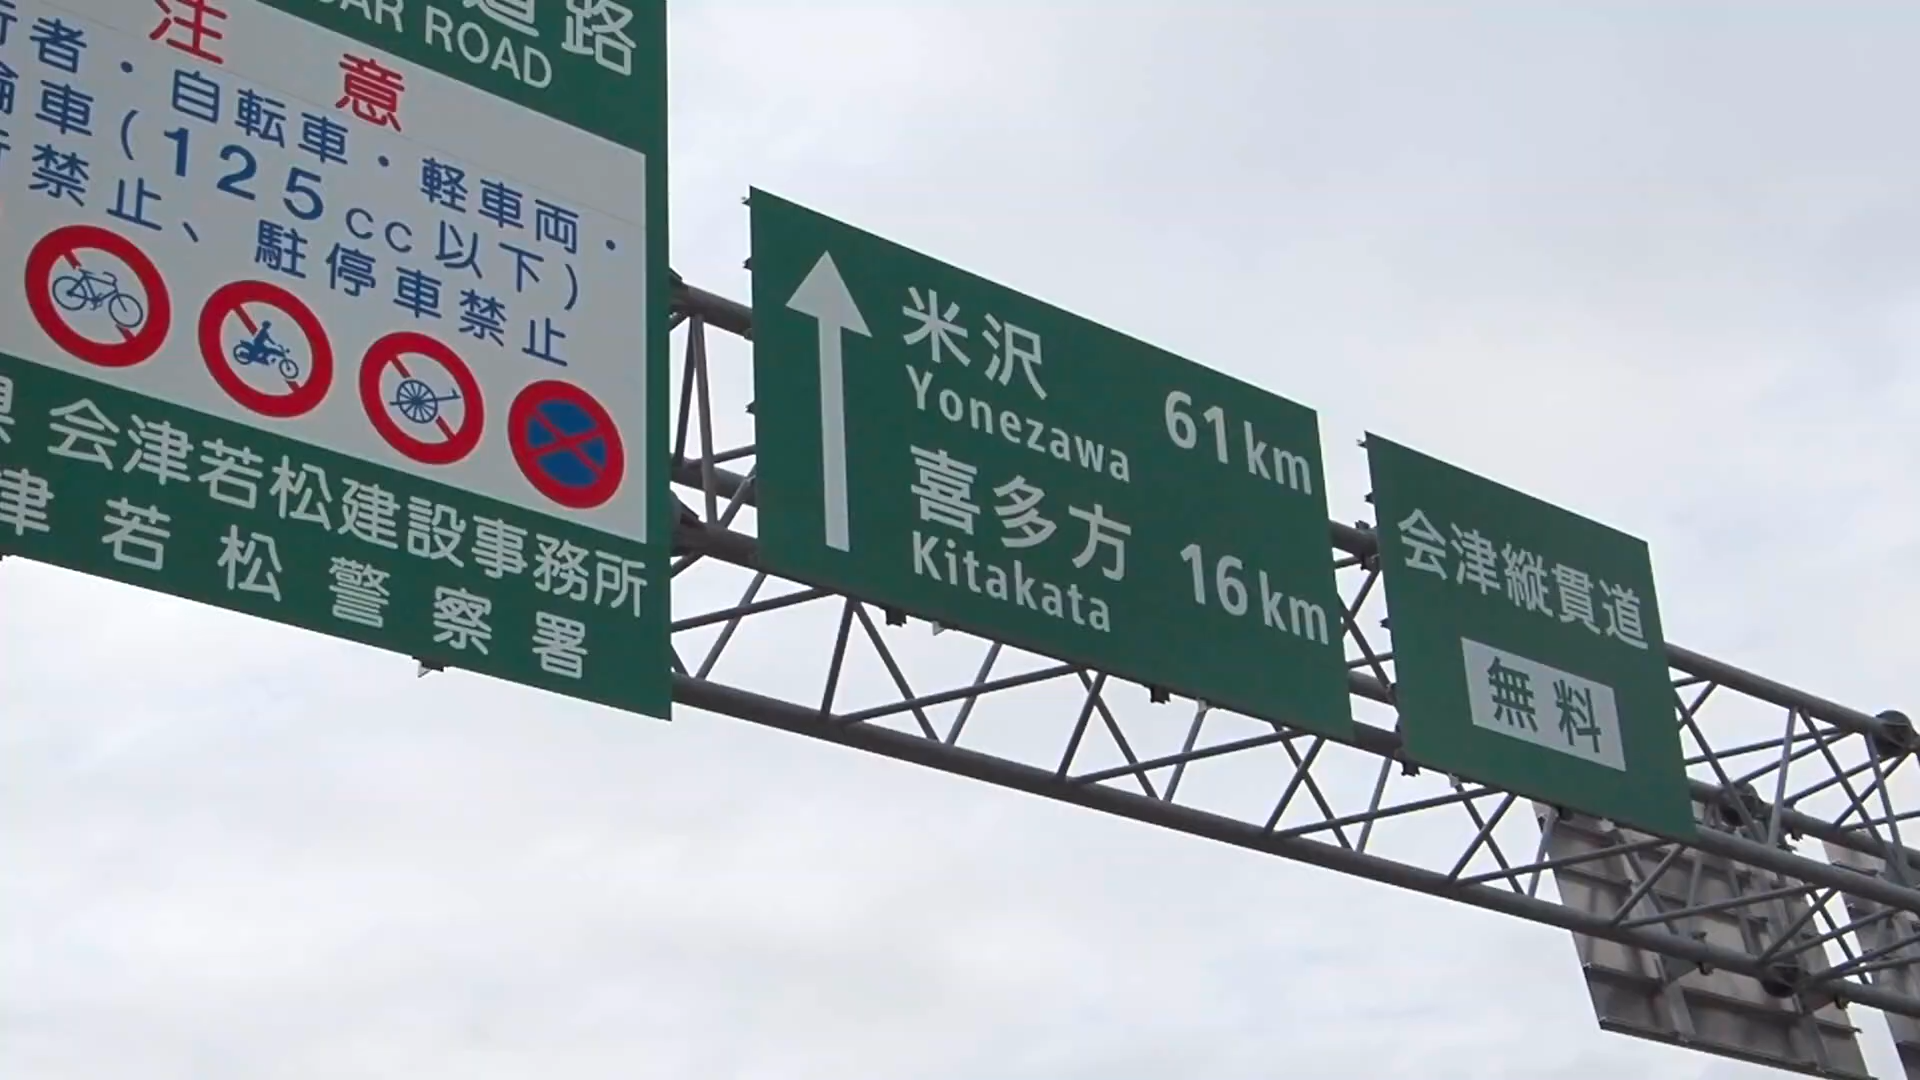 道路
CAR ROAD
注意
者・自転車・軽車両・
輪車(125cc以下)
禁止、駐停車禁止
会津若松建設事務所
津若松警察署
米沢 61km
Yonezawa
喜多方 16km
Kitakata
会津縦貫道
無料